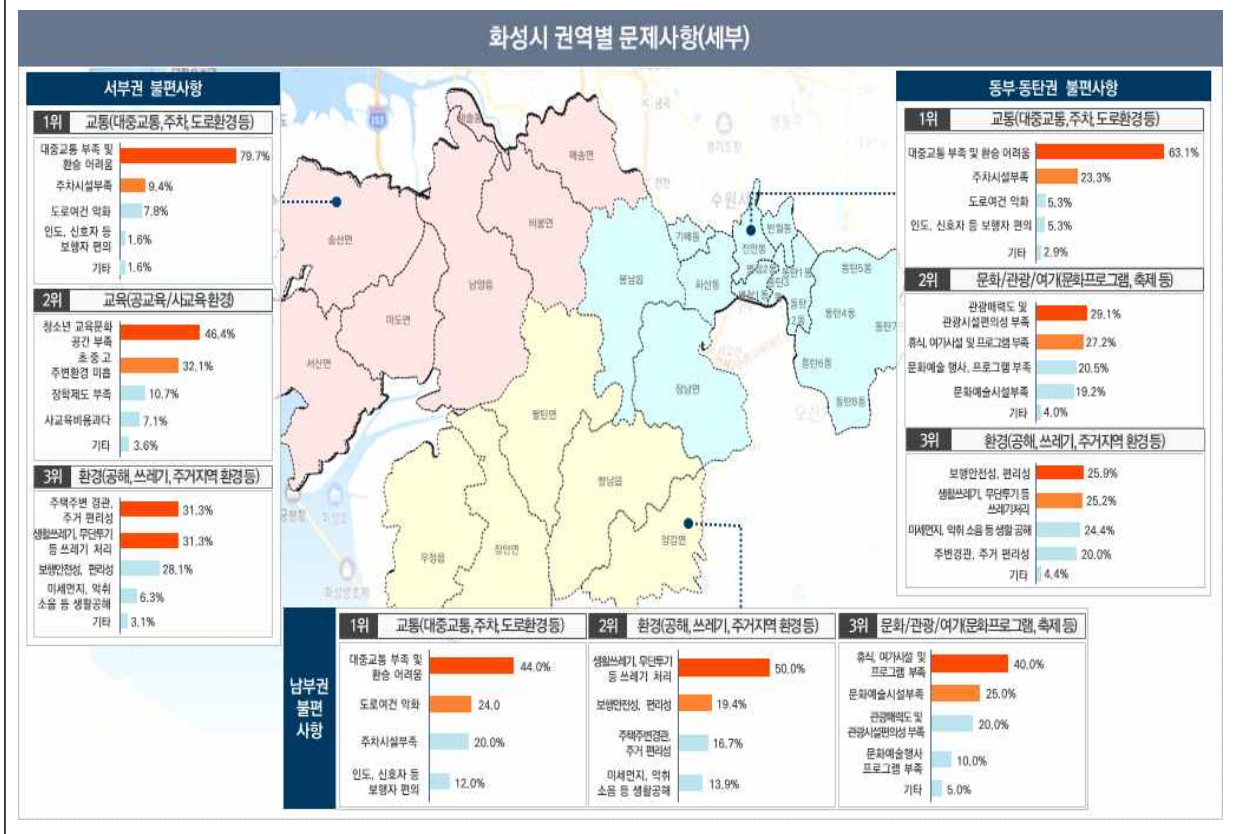 화성시 권역별 문제사항(세부)
서부권 불편사항
1위 교통(대중교통,주차,도로환경 등)
대중교통 부족 및
환승 어려움
79.7%
주차시설부족
9.4%
도로여건 악화
7.8%
인도, 신호자 등
보행자 편의
1.6%
기타
1.6%
2위 교육(공교육/사교육 환경)
청소년 교육문화
공간 부족
46.4%
초 중 고
주변환경 미흡
32.1%
장학제도 부족
10.7%
사교육비용과다
7.1%
기타
3.6%
3위 환경(공해, 쓰레기, 주거지역 환경 등)
주택주변 경관,
주거 편리성
31.3%
생활쓰레기, 무단투기
등 쓰레기 처리
31.3%
보행안전성, 편리성
28.1%
미세먼지, 악취
소음 등 생활공해
6.3%
기타
3.1%
동부·동탄권 불편사항
1위 교통(대중교통, 주차, 도로환경 등)
대중교통 부족 및 환승 어려움
63.1%
주차시설부족
23.3%
도로여건 악화
5.3%
인도, 신호자 등 보행자 편의
5.3%
기타
2.9%
2위 문화/관광/여가(문화프로그램, 축제 등)
관광매력도 및
관광시설편의성 부족
29.1%
휴식, 여가시설 및 프로그램 부족
27.2%
문화예술 행사, 프로그램 부족
20.5%
문화예술시설부족
19.2%
기타
4.0%
3위 환경(공해, 쓰레기, 주거지역 환경 등)
보행안전성, 편리성
25.9%
생활쓰레기, 무단투기 등
쓰레기처리
25.2%
미세먼지, 악취 소음 등 생활 공해
24.4%
주변경관, 주거 편리성
20.0%
기타
4.4%
매송면
송산면
비봉면
남양읍
마도면
서신면
봉남읍
기배동
화산동
진안동
반월동
병점2동
동탄1동
동탄
2동
동탄4동
동탄5동
동탄6동
동탄8동
정남면
팔탄면
향남읍
양감면
우정읍
장안면
수원시
화성호
남부권
불편
사항
1위 교통(대중교통,주차,도로환경 등)
대중교통 부족 및
환승 어려움
44.0%
도로여건 악화
24.0
주차시설부족
20.0%
인도, 신호자 등
보행자 편의
12.0%
2위 환경(공해, 쓰레기, 주거지역 환경 등)
생활쓰레기, 무단투기
등 쓰레기 처리
50.0%
보행안전성, 편리성
19.4%
주택주변경관,
주거 편리성
16.7%
미세먼지, 악취
소음 등 생활공해
13.9%
3위 문화/관광/여가(문화프로그램, 축제 등)
휴식, 여가시설 및
프로그램 부족
40.0%
문화예술시설부족
25.0%
관광매력도 및
관광시설편의성 부족
20.0%
문화예술행사
프로그램 부족
10.0%
기타
5.0%